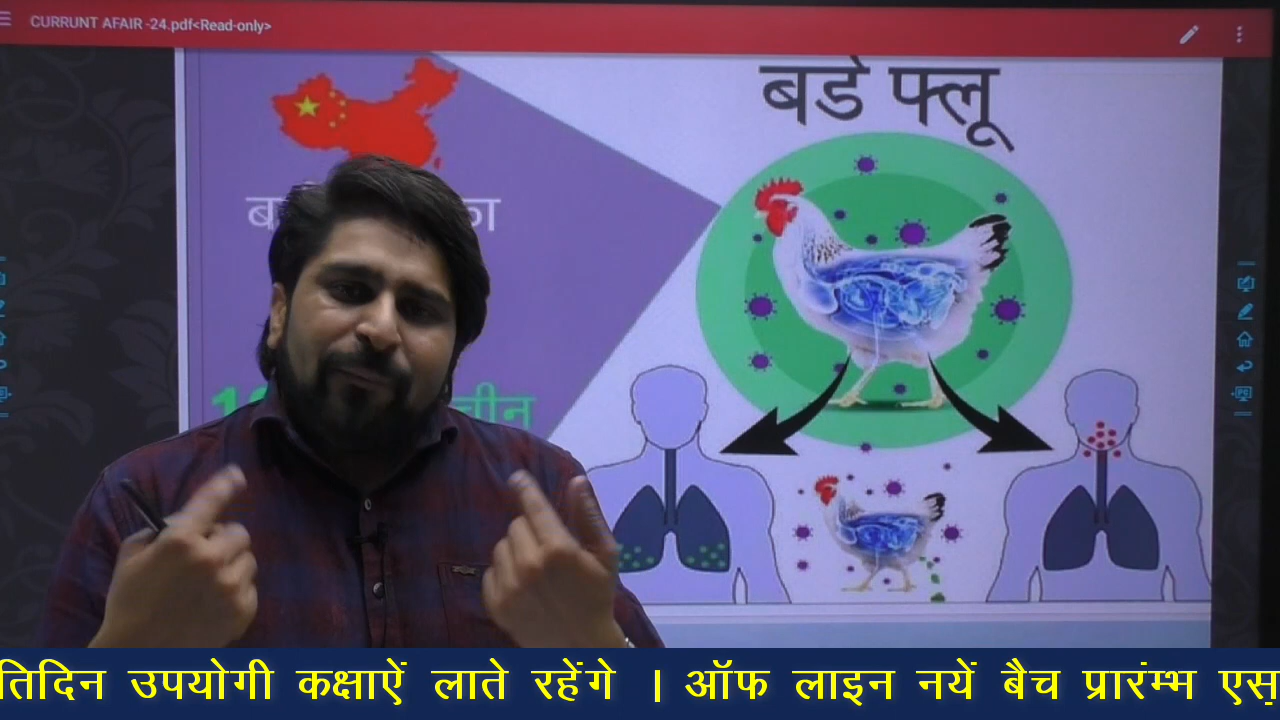 CURRUNT AFAIR -24.pdf<Read-only>
बर्ड फ्लू
का
चीन
तिदिन उपयोगी कक्षाऐं लाते रहेंगे । ऑफ लाइन नयें बैच प्रारंम्भ एस्